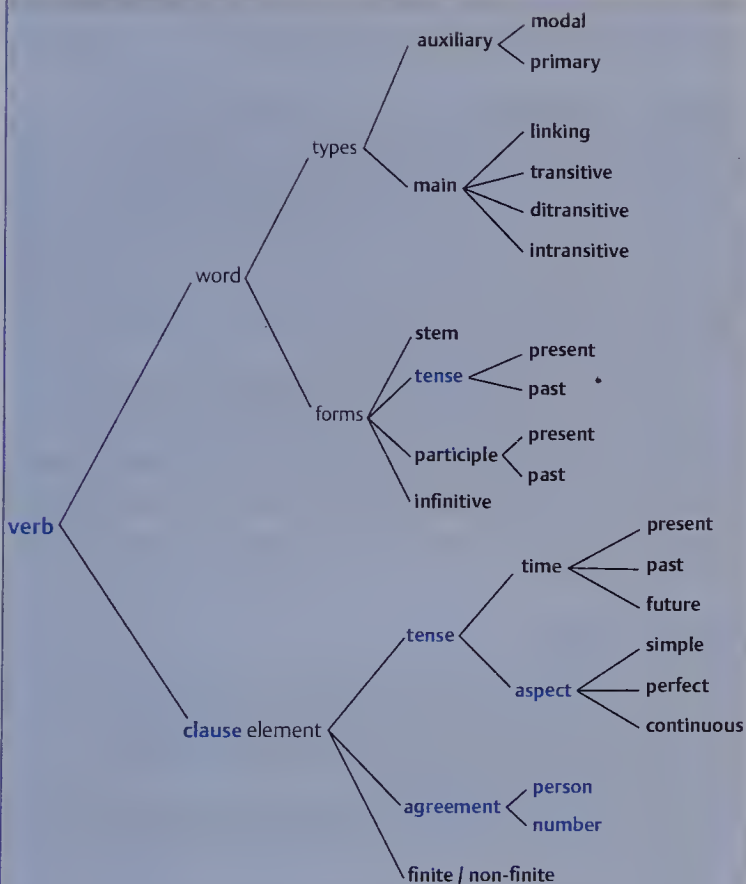 modal
auxiliary
primary
linking
types
transitive
main
ditransitive
intransitive
word
stem
present
tense
past
forms
present
participle
past
infinitive
verb
present
time
past
future
tense
simple
aspect
perfect
continuous
clause element
person
agreement
number
finite / non-finite